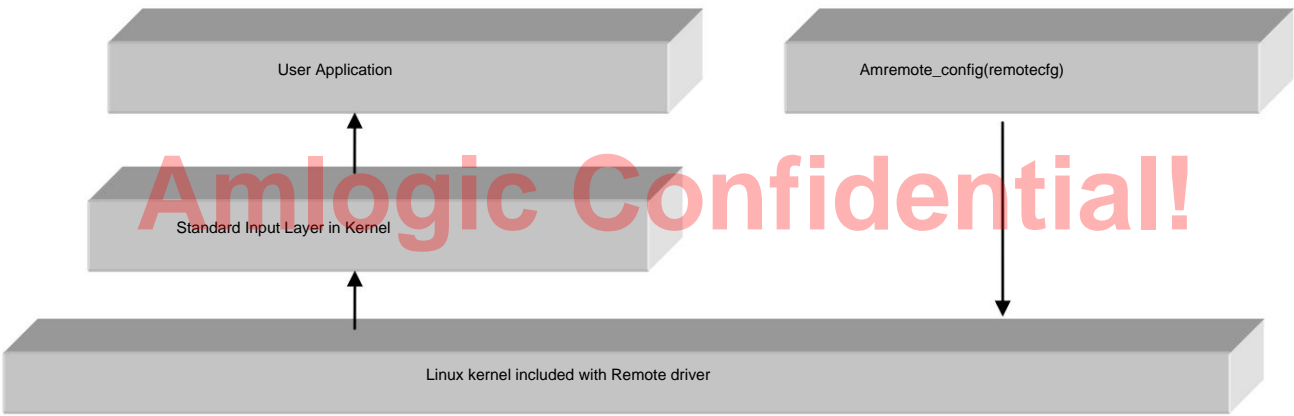 User Application
Amremote_config(remotecfg)
Amlogic Confidential!
Standard Input Layer in Kernel
Linux kernel included with Remote driver